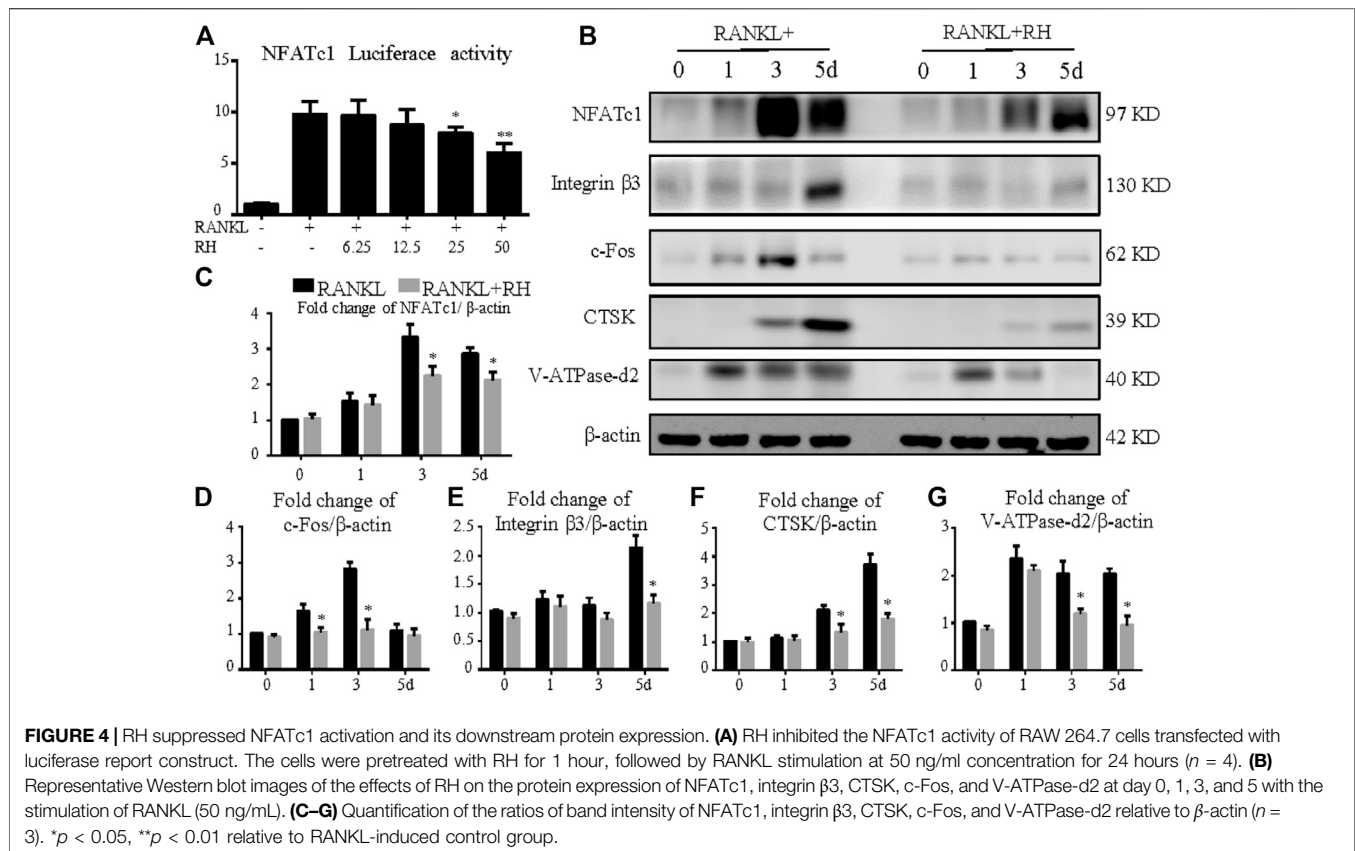 A
NFATc1 Luciferace activity
15
10
5
0
RANKL - + + + + +
RH - - 6.25 12.5 25 50
* **
B
RANKL+ RANKL+RH
0 1 3 5d 0 1 3 5d
NFATc1 97 KD
Integrin β3 130 KD
c-Fos 62 KD
CTSK 39 KD
V-ATPase-d2 40 KD
β-actin 42 KD
C
RANKL RANKL+RH
Fold change of NFATc1/ β-actin
4
3
2
1
0
* *
0 1 3 5d
D
Fold change of
c-Fos/β-actin
4
3
2
1
0
* *
0 1 3 5d
E
Fold change of
Integrin β3/β-actin
2.5
2.0
1.5
1.0
0.5
0.0
*
0 1 3 5d
F
Fold change of
CTSK/β-actin
5
4
3
2
1
0
* *
0 1 3 5d
G
Fold change of
V-ATPase-d2/β-actin
3
2
1
0
* *
0 1 3 5d
FIGURE 4 | RH suppressed NFATc1 activation and its downstream protein expression. (A) RH inhibited the NFATc1 activity of RAW 264.7 cells transfected with
luciferase report construct. The cells were pretreated with RH for 1 hour, followed by RANKL stimulation at 50 ng/ml concentration for 24 hours (n = 4). (B)
Representative Western blot images of the effects of RH on the protein expression of NFATc1, integrin β3, CTSK, c-Fos, and V-ATPase-d2 at day 0, 1, 3, and 5 with the
stimulation of RANKL (50 ng/mL). (C–G) Quantification of the ratios of band intensity of NFATc1, integrin β3, CTSK, c-Fos, and V-ATPase-d2 relative to β-actin (n =
3). *p < 0.05, **p < 0.01 relative to RANKL-induced control group.